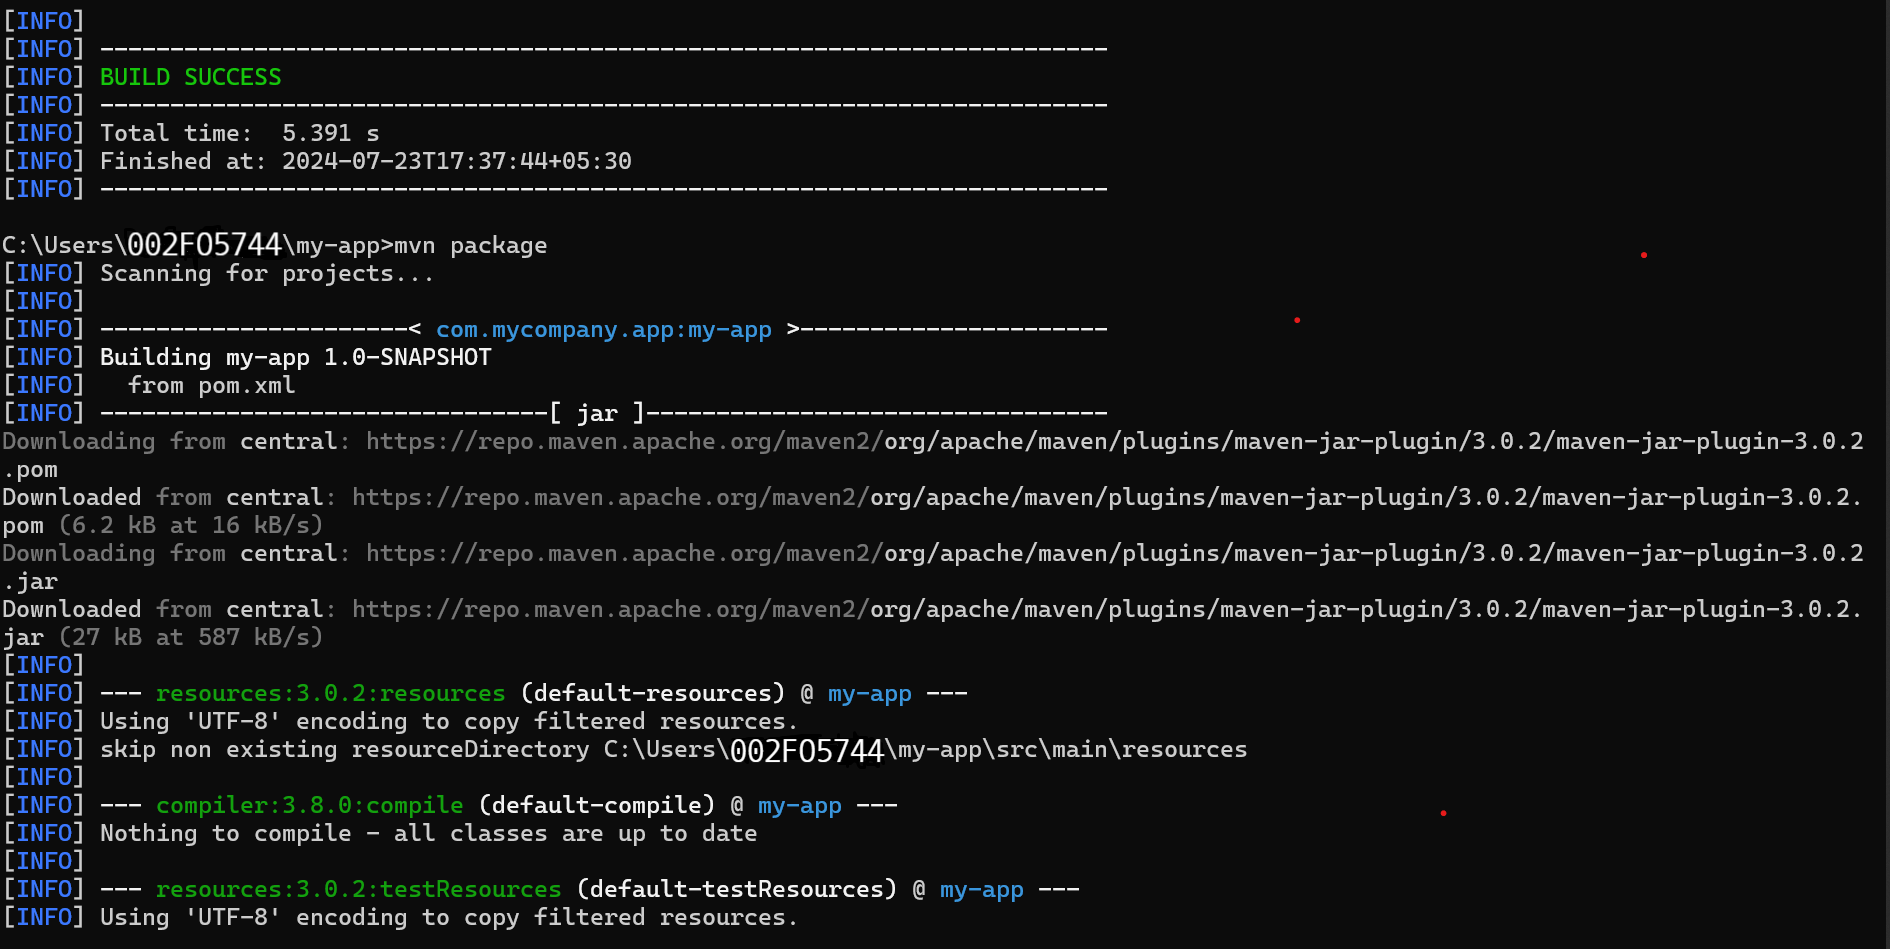 [INFO]
[INFO] ------------------------------------------------------------------------
[INFO] BUILD SUCCESS
[INFO] ------------------------------------------------------------------------
[INFO] Total time:  5.391 s
[INFO] Finished at: 2024-07-23T17:37:44+05:30
[INFO] ------------------------------------------------------------------------
C:\Users\002FO5744\my-app>mvn package
[INFO] Scanning for projects...
[INFO]
[INFO] ----------------------< com.mycompany.app:my-app >----------------------
[INFO] Building my-app 1.0-SNAPSHOT
[INFO]   from pom.xml
[INFO] --------------------------------[ jar ]---------------------------------
Downloading from central: https://repo.maven.apache.org/maven2/org/apache/maven/plugins/maven-jar-plugin/3.0.2/maven-jar-plugin-3.0.2
.pom
Downloaded from central: https://repo.maven.apache.org/maven2/org/apache/maven/plugins/maven-jar-plugin/3.0.2/maven-jar-plugin-3.0.2.
pom (6.2 kB at 16 kB/s)
Downloading from central: https://repo.maven.apache.org/maven2/org/apache/maven/plugins/maven-jar-plugin/3.0.2/maven-jar-plugin-3.0.2
.jar
Downloaded from central: https://repo.maven.apache.org/maven2/org/apache/maven/plugins/maven-jar-plugin/3.0.2/maven-jar-plugin-3.0.2.
jar (27 kB at 587 kB/s)
[INFO]
[INFO] --- resources:3.0.2:resources (default-resources) @ my-app ---
[INFO] Using 'UTF-8' encoding to copy filtered resources.
[INFO] skip non existing resourceDirectory C:\Users\002FO5744\my-app\src\main\resources
[INFO]
[INFO] --- compiler:3.8.0:compile (default-compile) @ my-app ---
[INFO] Nothing to compile - all classes are up to date
[INFO]
[INFO] --- resources:3.0.2:testResources (default-testResources) @ my-app ---
[INFO] Using 'UTF-8' encoding to copy filtered resources.